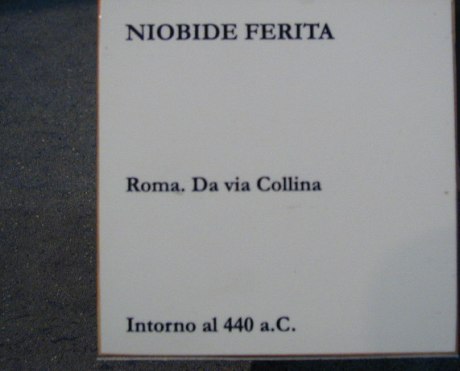 NIOBIDE FERITA
Roma. Da via Collina
Intorno al 440 a.C.